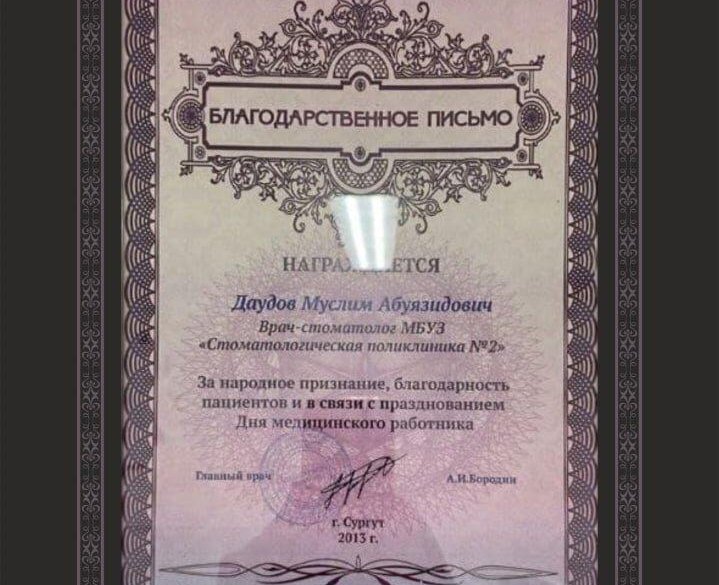 БЛАГОДАРСТВЕННОЕ ПИСЬМО
НАГРАЖДАЕТСЯ
Даудов Муслим Абуязидович
Врач-стоматолог МБУЗ
«Стоматологическая поликлиника №2»
За народное признание, благодарность
пациентов и в связи с празднованием
Дня медицинского работника
Главный врач
А.И.Бородин
г. Сургут
2013 г.